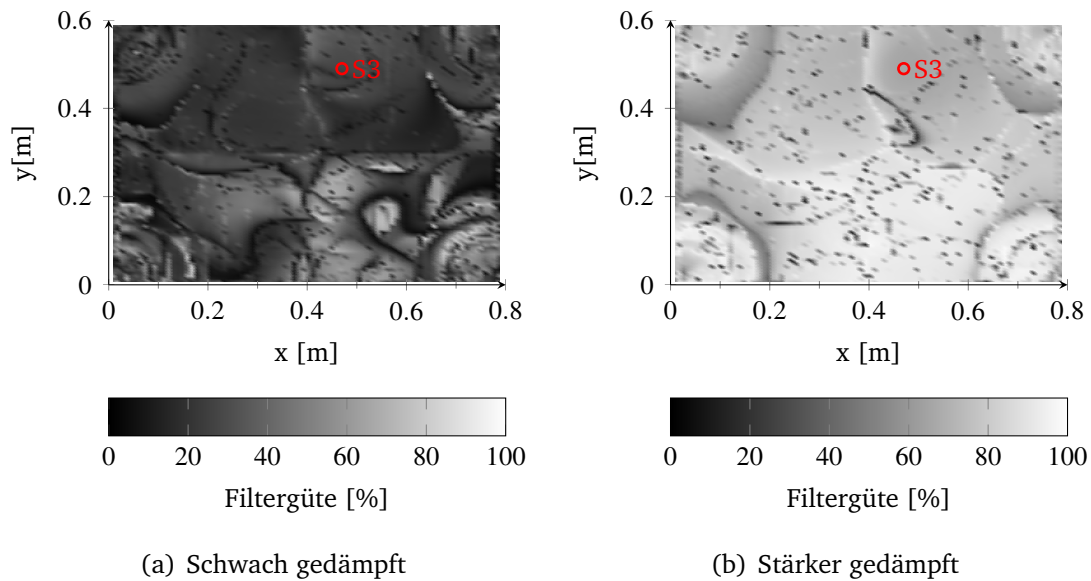 0.6
0.4
0.2
0
y[m]
S3
0 0.2 0.4 0.6 0.8
x [m]
0 20 40 60 80 100
Filtergüte [%]
(a) Schwach gedämpft
0.6
0.4
0.2
0
y[m]
S3
0 0.2 0.4 0.6 0.8
x [m]
0 20 40 60 80 100
Filtergüte [%]
(b) Stärker gedämpft